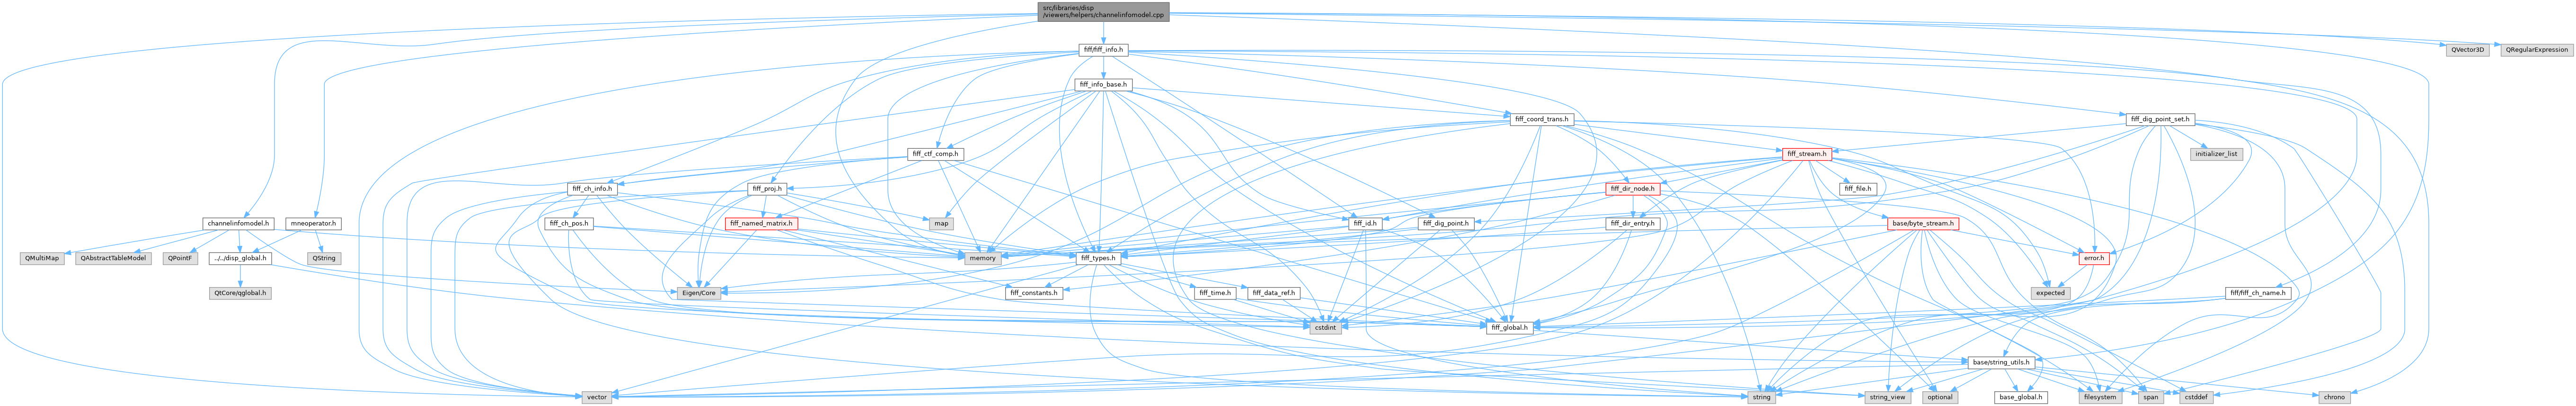 src/libraries/disp
/viewers/helpers/channelinfomodel.cpp
fiff/fiff_info.h
QVector3D
QRegularExpression
fiff_info_base.h
fiff_coord_trans.h
fiff_dig_point_set.h
fiff_ctf_comp.h
fiff_stream.h
initializer_list
fiff_ch_info.h
fiff_proj.h
fiff_dir_node.h
fiff_file.h
channelinfomodel.h
mneoperator.h
fiff_ch_pos.h
fiff_named_matrix.h
map
fiff_id.h
fiff_dig_point.h
fiff_dir_entry.h
base/byte_stream.h
QMultiMap
QAbstractTableModel
QPointF
../../disp_global.h
QString
memory
fiff_types.h
error.h
QtCore/qglobal.h
Eigen/Core
fiff_constants.h
fiff_time.h
fiff_data_ref.h
expected
fiff/fiff_ch_name.h
cstdint
fiff_global.h
base/string_utils.h
vector
string
string_view
optional
base_global.h
filesystem
span
cstddef
chrono